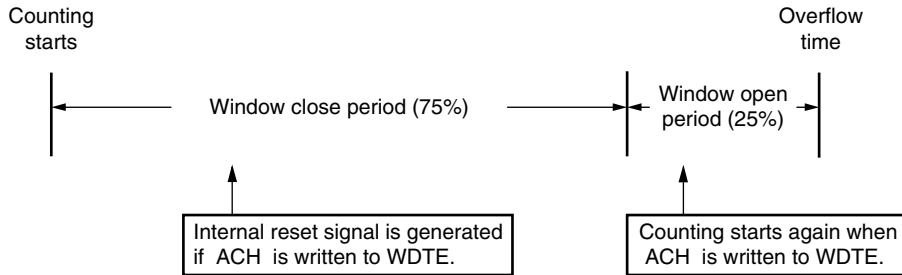 Counting
starts
Overflow
time
Window close period (75%)
Window open
period (25%)
Internal reset signal is generated
if ACH is written to WDTE.
Counting starts again when
ACH is written to WDTE.